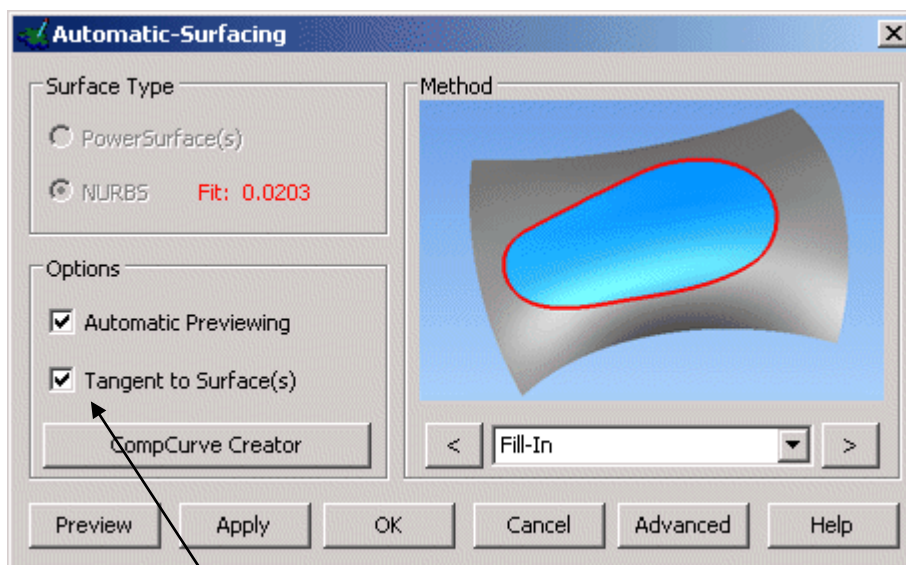 Automatic-Surfacing
Surface Type
PowerSurface(s)
NURBS Fit: 0.0203
Options
Automatic Previewing
Tangent to Surface(s)
CompCurve Creator
Method
< Fill-In >
Preview Apply OK Cancel Advanced Help